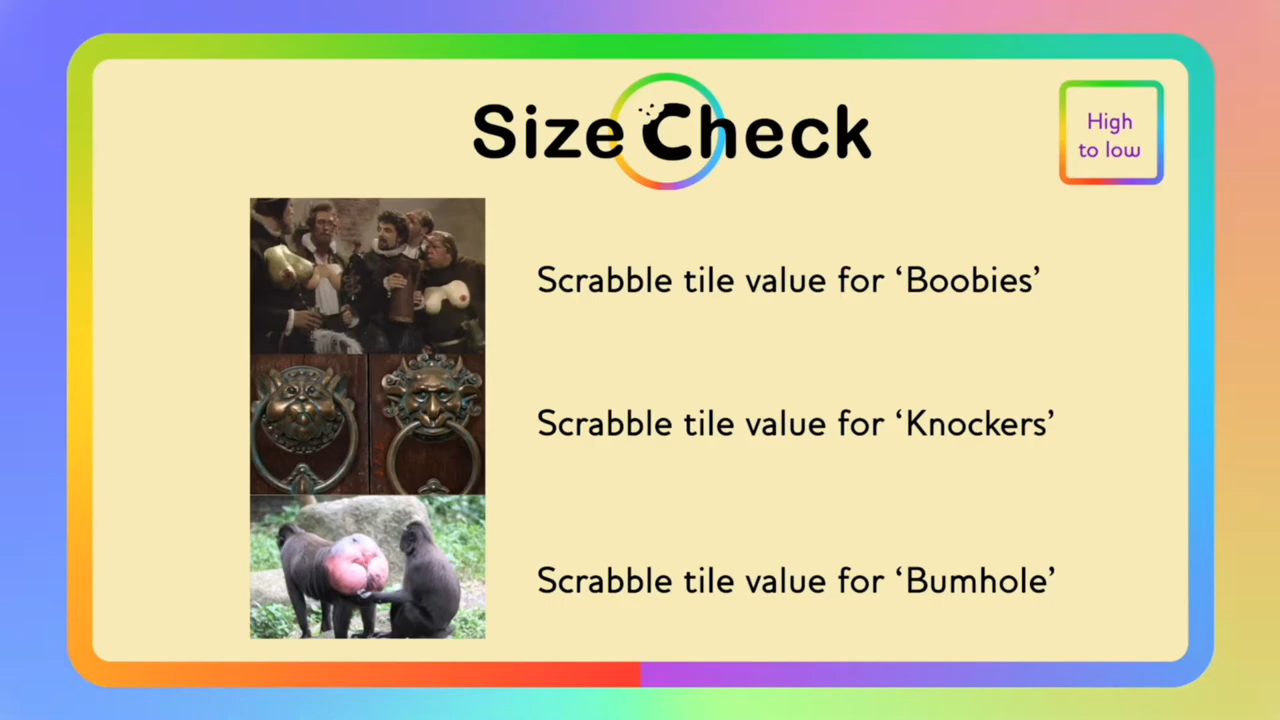 Size Check
High
to low
Scrabble tile value for ‘Boobies’
Scrabble tile value for ‘Knockers’
Scrabble tile value for ‘Bumhole’